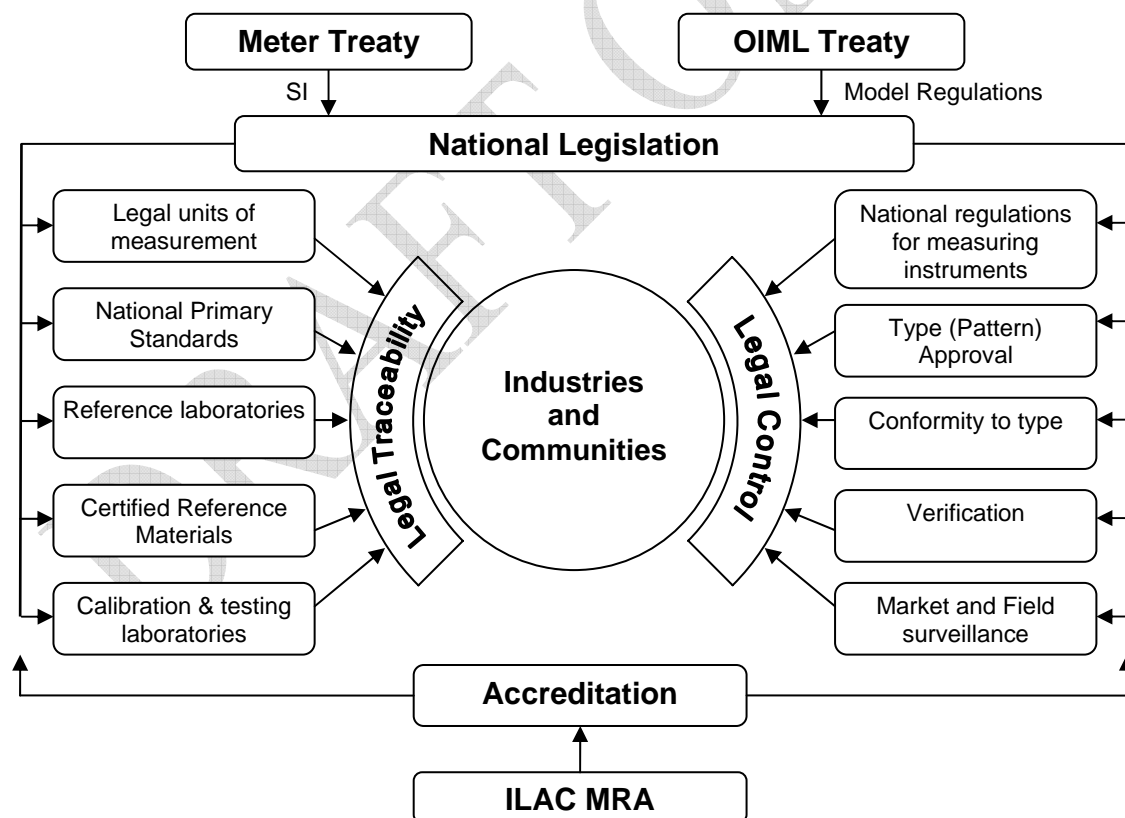 Meter Treaty
OIML Treaty
SI
Model Regulations
National Legislation
Legal units of
measurement
National Primary
Standards
Reference laboratories
Certified Reference
Materials
Calibration & testing
laboratories
Legal Traceability
Industries
and
Communities
Legal Control
National regulations
for measuring
instruments
Type (Pattern)
Approval
Conformity to type
Verification
Market and Field
surveillance
Accreditation
ILAC MRA
DRAFT